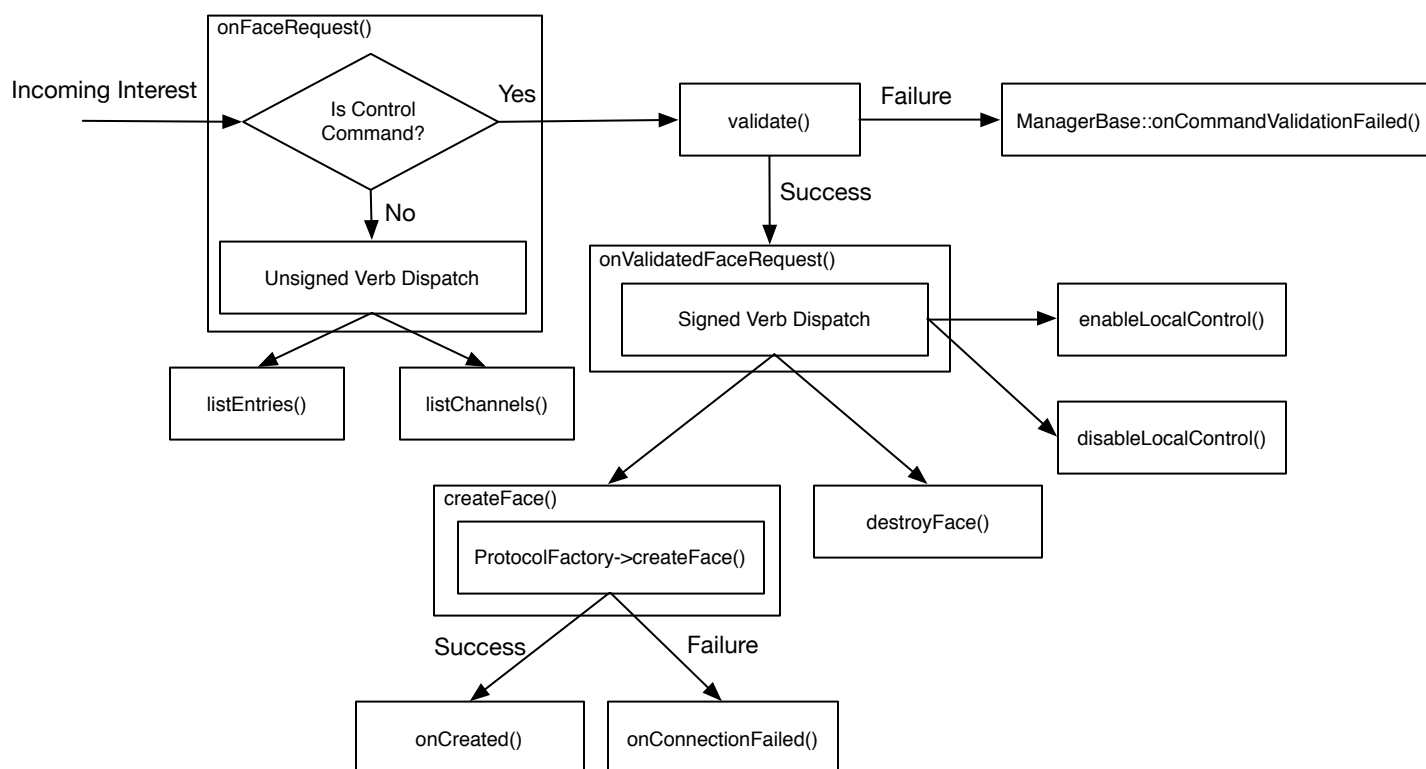 onFaceRequest()
Incoming Interest
Is Control
Command?
Yes
validate()
Failure
ManagerBase::onCommandValidationFailed()
No
Success
Unsigned Verb Dispatch
onValidatedFaceRequest()
Signed Verb Dispatch
enableLocalControl()
listEntries()
listChannels()
disableLocalControl()
createFace()
ProtocolFactory->createFace()
destroyFace()
Success
Failure
onCreated()
onConnectionFailed()